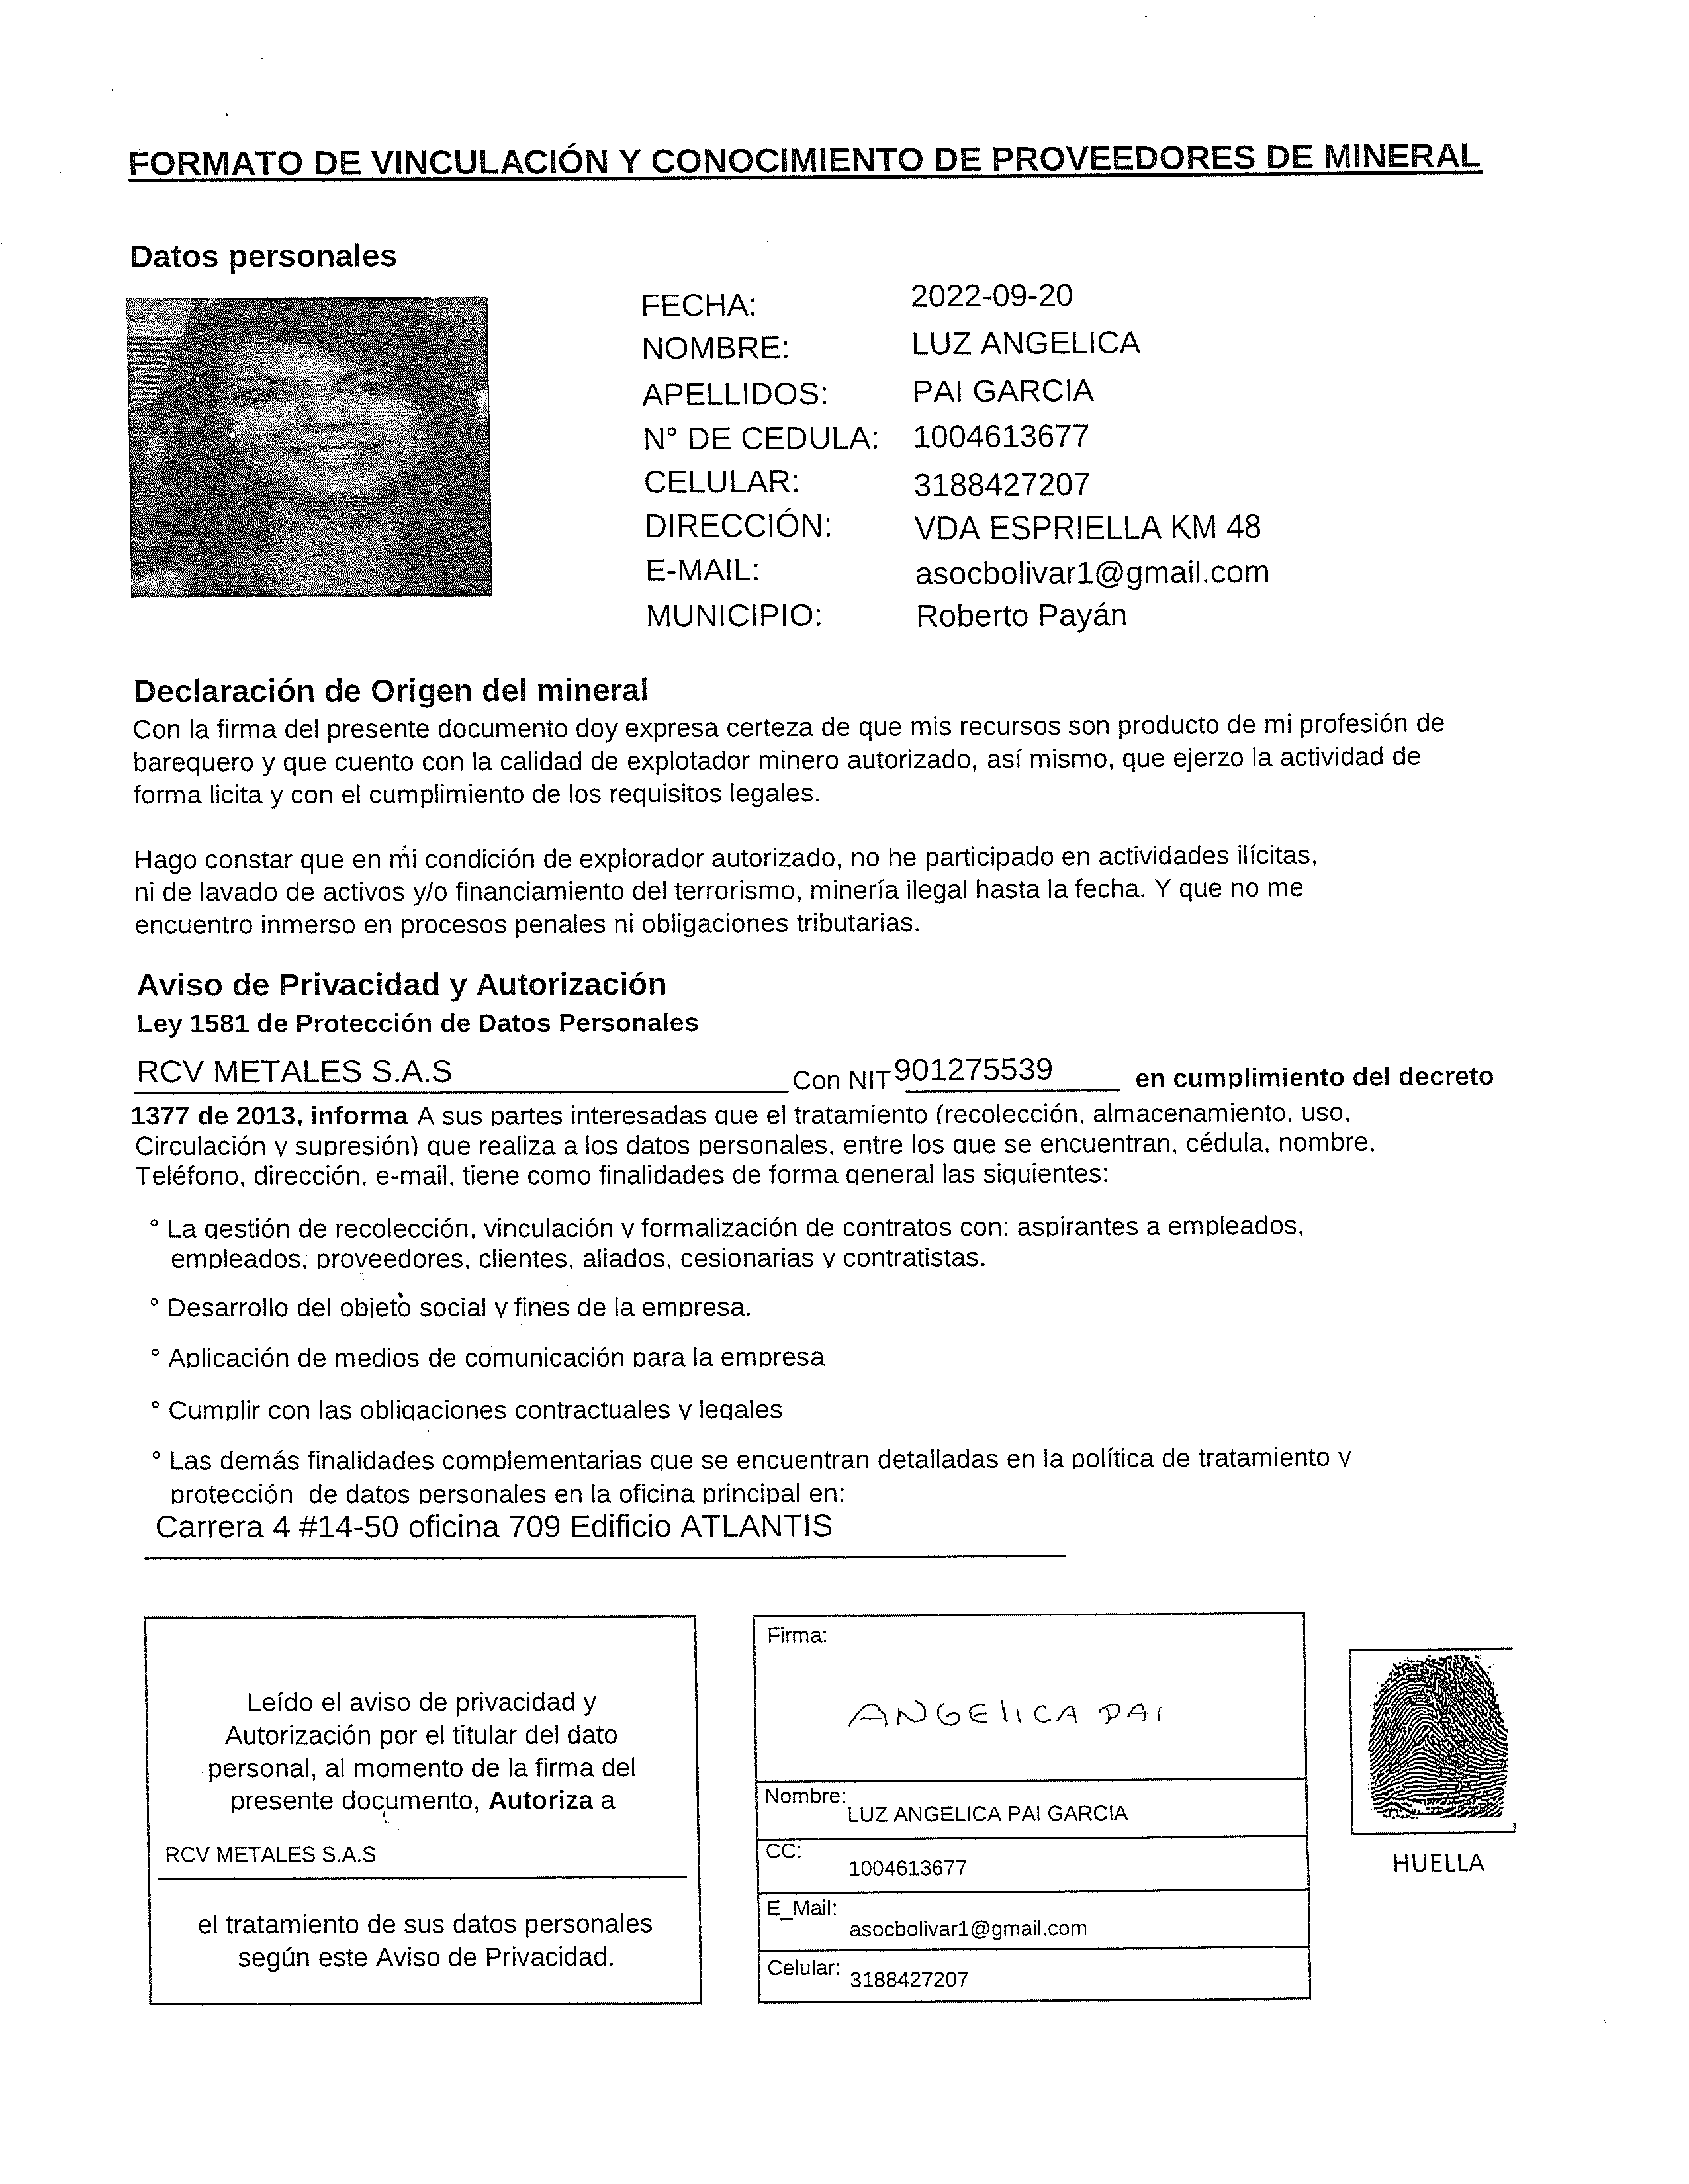 FORMATO DE VINCULACIÓN Y CONOCIMIENTO DE PROVEEDORES DE MINERAL
Datos personales
FECHA: 2022-09-20
NOMBRE: LUZ ANGELICA
APELLIDOS: PAI GARCIA
N° DE CEDULA: 1004613677
CELULAR: 3188427207
DIRECCIÓN: VDA ESPRIELLA KM 48
E-MAIL: asocbolivar1@gmail.com
MUNICIPIO: Roberto Payán
Declaración de Origen del mineral
Con la firma del presente documento doy expresa certeza de que mis recursos son producto de mi profesión de
barequero y que cuento con la calidad de explotador minero autorizado, así mismo, que ejerzo la actividad de
forma licita y con el cumplimiento de los requisitos legales.
Hago constar que en mi condición de explorador autorizado, no he participado en actividades ilícitas,
ni de lavado de activos y/o financiamiento del terrorismo, minería ilegal hasta la fecha. Y que no me
encuentro inmerso en procesos penales ni obligaciones tributarias.
Aviso de Privacidad y Autorización
Ley 1581 de Protección de Datos Personales
RCV METALES S.A.S Con NIT 901275539 en cumplimiento del decreto
1377 de 2013, informa A sus partes interesadas que el tratamiento (recolección, almacenamiento, uso,
Circulación y supresión) que realiza a los datos personales, entre los que se encuentran, cédula, nombre,
Teléfono, dirección, e-mail, tiene como finalidades de forma general las siguientes:
° La gestión de recolección, vinculación y formalización de contratos con: aspirantes a empleados,
empleados, proveedores, clientes, aliados, cesionarias y contratistas.
° Desarrollo del objeto social y fines de la empresa.
° Aplicación de medios de comunicación para la empresa
° Cumplir con las obligaciones contractuales y legales
° Las demás finalidades complementarias que se encuentran detalladas en la política de tratamiento y
protección de datos personales en la oficina principal en:
Carrera 4 #14-50 oficina 709 Edificio ATLANTIS
Leído el aviso de privacidad y
Autorización por el titular del dato
personal, al momento de la firma del
presente documento, Autoriza a
RCV METALES S.A.S
el tratamiento de sus datos personales
según este Aviso de Privacidad.
Firma:
ANGElICA PAI
Nombre:
LUZ ANGELICA PAI GARCIA
CC:
1004613677
E_Mail:
asocbolivar1@gmail.com
Celular: 3188427207
HUELLA